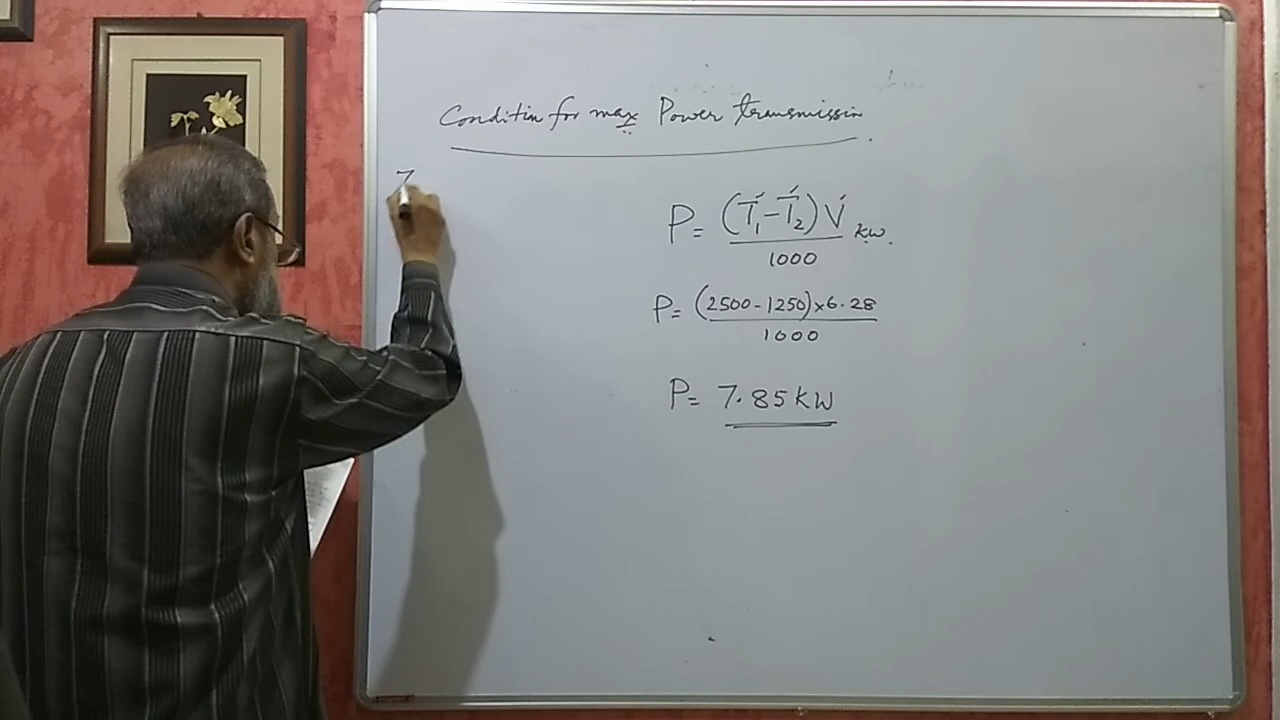 Conditin for max Power transmissin.
P = (T₁-T₂)V / 1000 kw.
P = (2500-1250)×6.28 / 1000
P = 7.85 kW